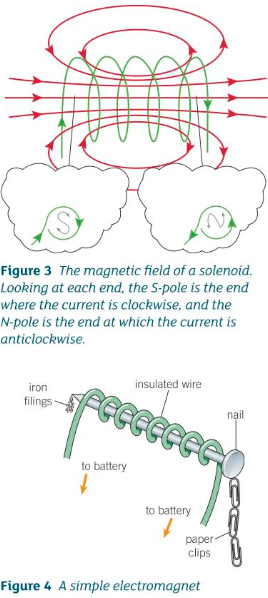 S
N
Figure 3 The magnetic field of a solenoid.
Looking at each end, the S-pole is the end
where the current is clockwise, and the
N-pole is the end at which the current is
anticlockwise.
iron
filings
insulated wire
nail
to battery
to battery
paper
clips
Figure 4 A simple electromagnet